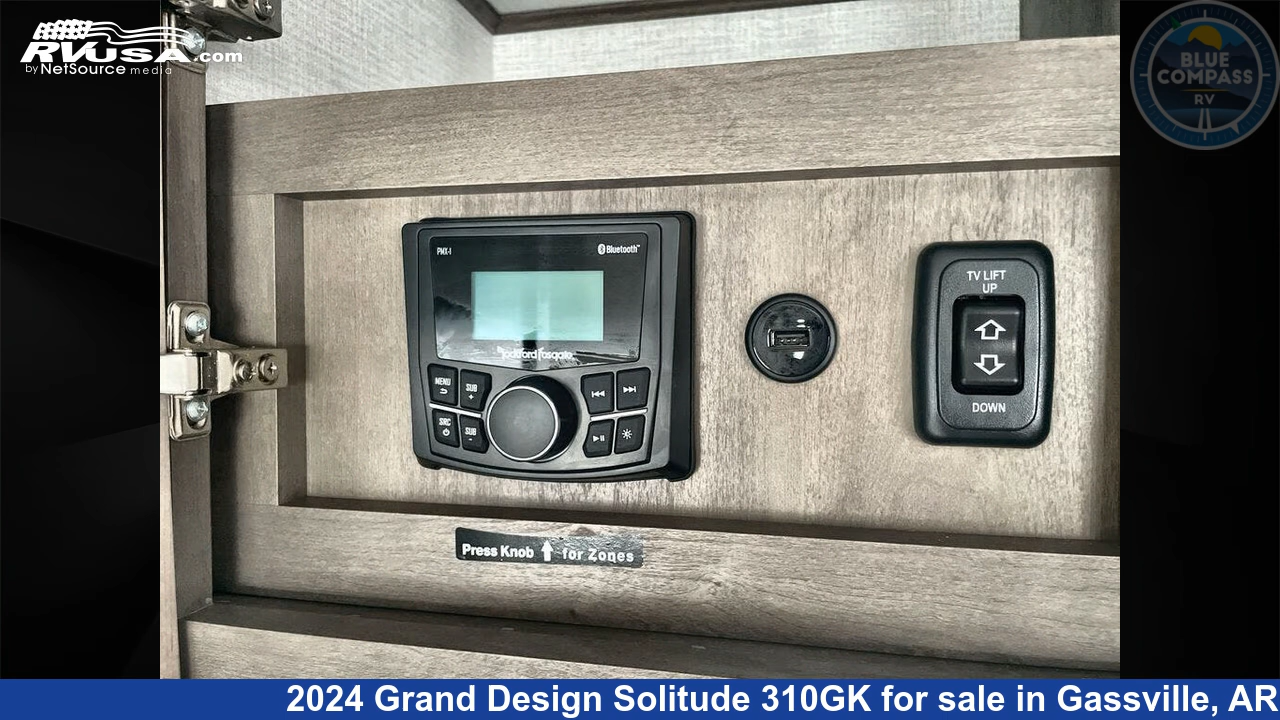 RVUSA.com
by NetSource media
BLUE
COMPASS
RV
PMX-1
Bluetooth™
Rockford Fosgate
MENU
SUB
+
SRC
SUB
-
TV LIFT
UP
DOWN
Press Knob ⬆ for Zones
2024 Grand Design Solitude 310GK for sale in Gassville, AR